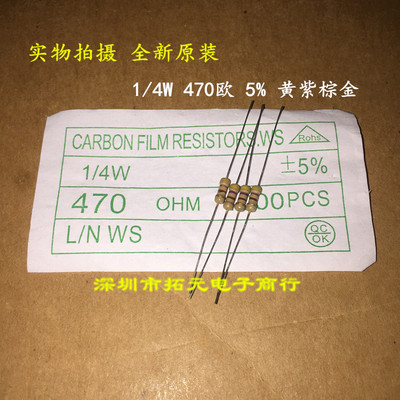 实物拍摄 全新原装
1/4W 470欧 5% 黄紫棕金
CARBON FILM RESISTORS.WS
Rohs
1/4W
±5%
470 OHM 00PCS
L/N WS
QC OK
深圳市拓元电子商行